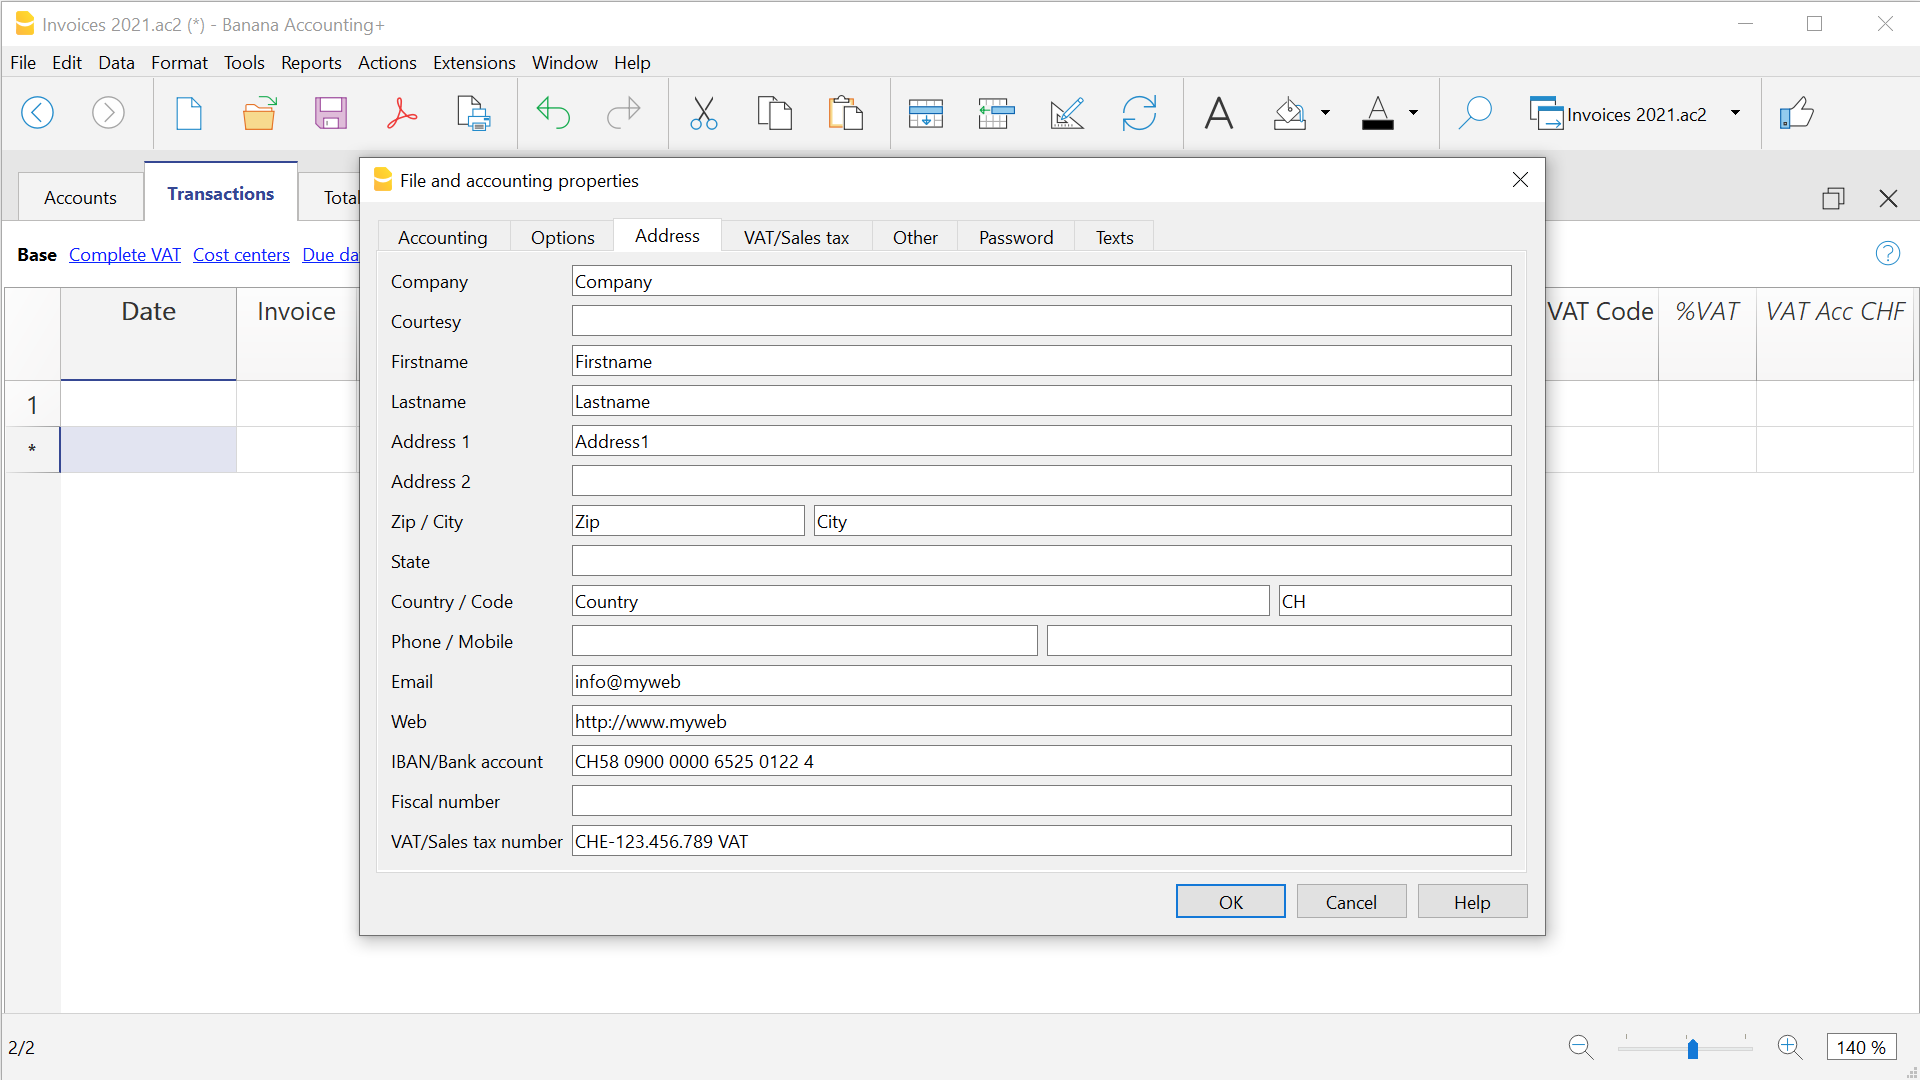 Invoices 2021.ac2 (*) - Banana Accounting+
File Edit Data Format Tools Reports Actions Extensions Window Help
Invoices 2021.ac2
Accounts Transactions Total
Base Complete VAT Cost centers Due da
Date Invoice VAT Code %VAT VAT Acc CHF
1
*
File and accounting properties
Accounting Options Address VAT/Sales tax Other Password Texts
Company Company
Courtesy
Firstname Firstname
Lastname Lastname
Address 1 Address1
Address 2
Zip / City Zip City
State
Country / Code Country CH
Phone / Mobile
Email info@myweb
Web http://www.myweb
IBAN/Bank account CH58 0900 0000 6525 0122 4
Fiscal number
VAT/Sales tax number CHE-123.456.789 VAT
OK Cancel Help
2/2 140 %